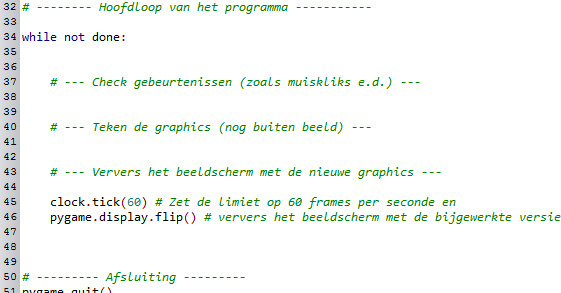 32 # -------- Hoofdloop van het programma -----------
33
34 while not done:
35
36
37 # --- Check gebeurtenissen (zoals muiskliks e.d.) ---
38
39
40 # --- Teken de graphics (nog buiten beeld) ---
41
42
43 # --- Ververs het beeldscherm met de nieuwe graphics ---
44
45 clock.tick(60) # Zet de limiet op 60 frames per seconde en
46 pygame.display.flip() # ververs het beeldscherm met de bijgewerkte versie
47
48
49
50 # --------- Afsluiting ---------
51 pygame.quit()